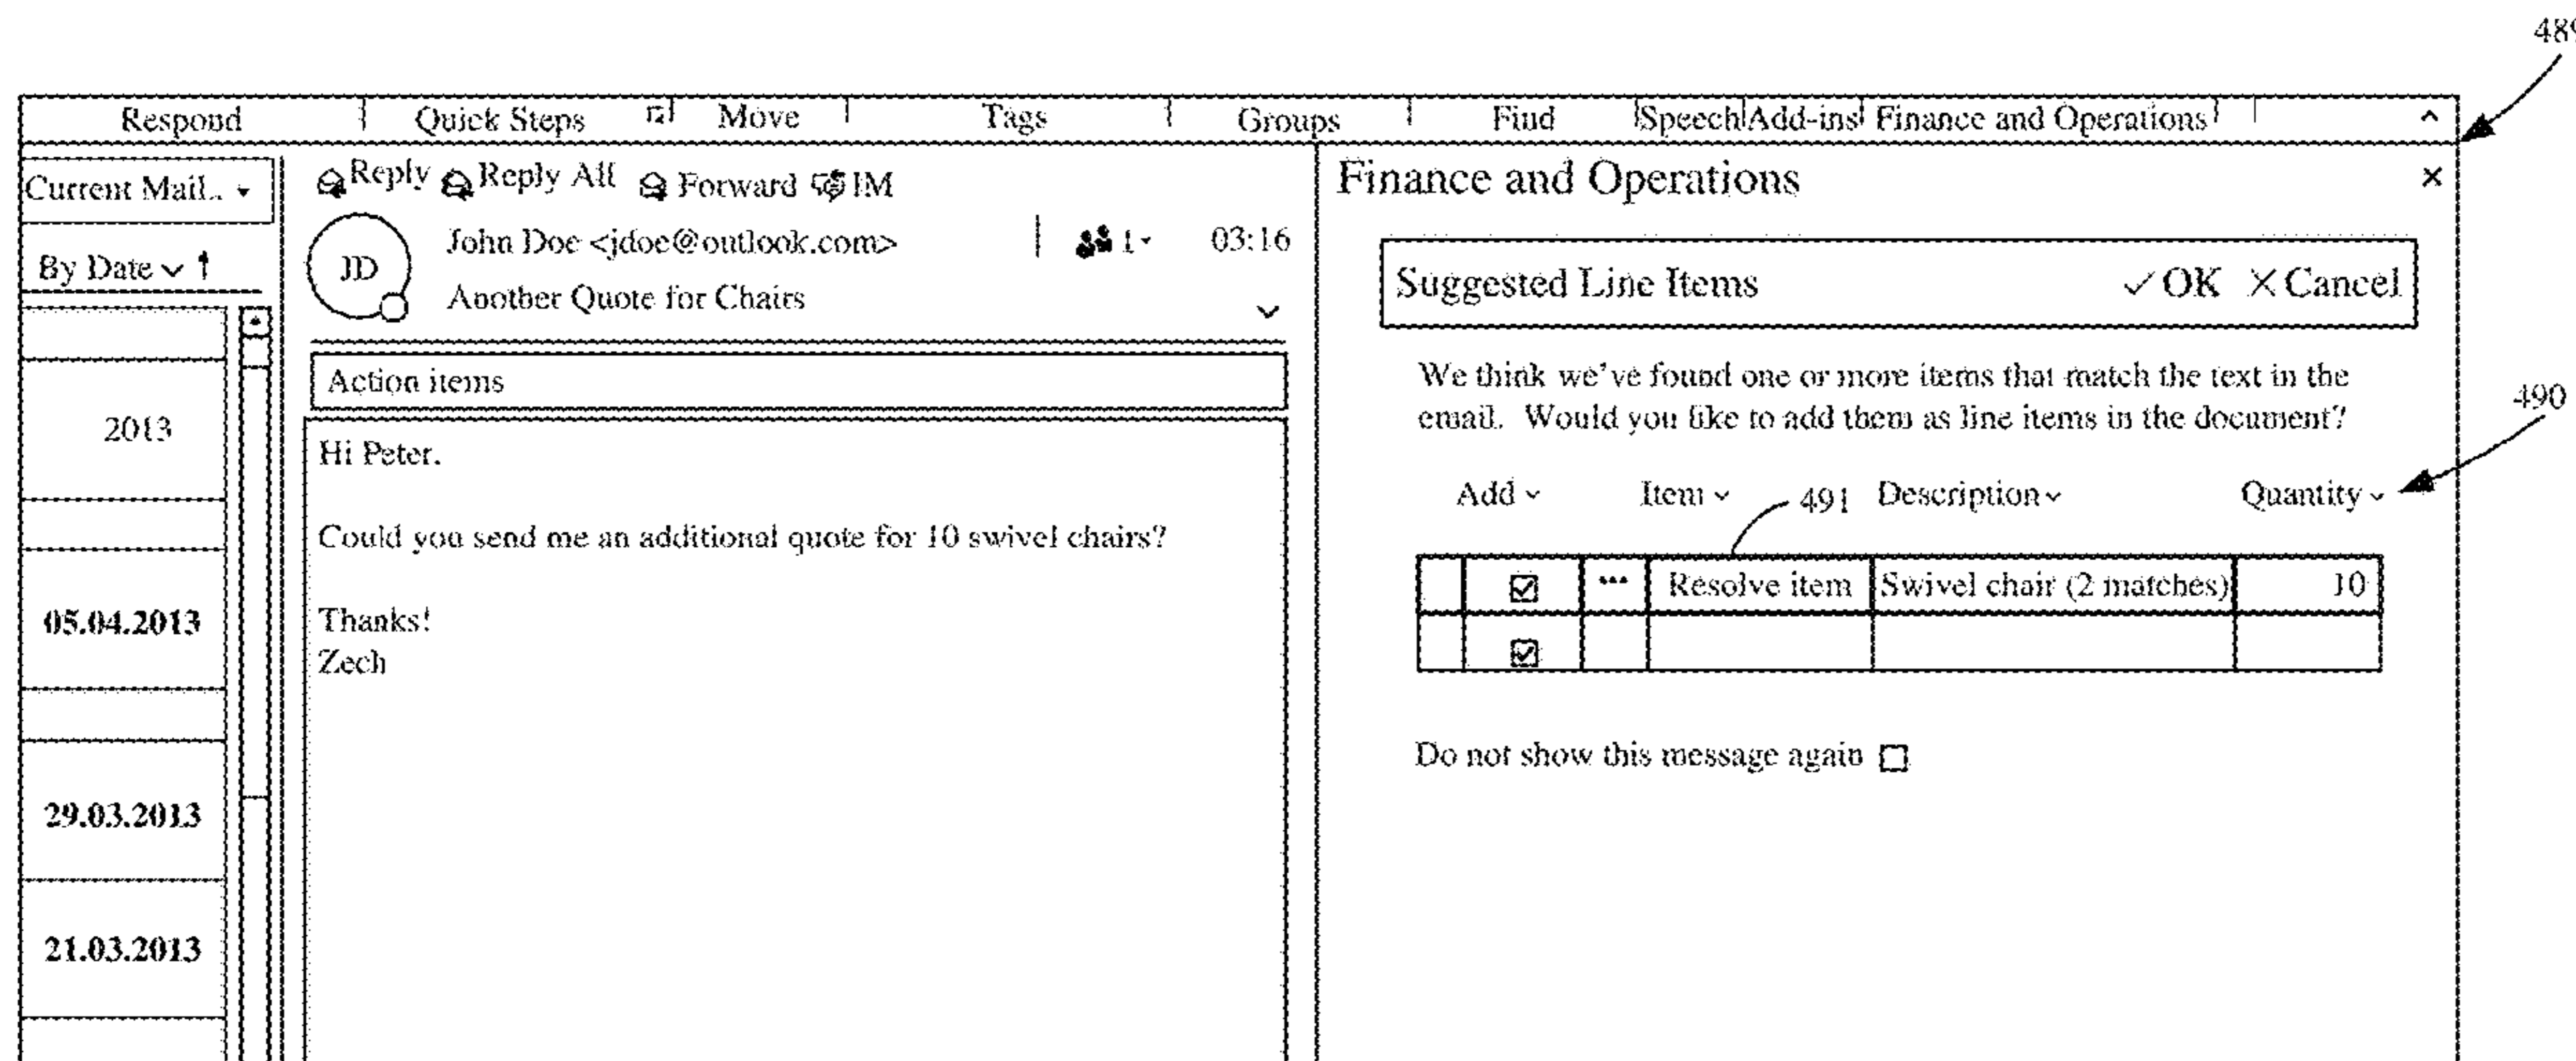 489
Respond Quick Steps Move Tags Groups Find Speech Add-ins Finance and Operations
Current Mail..
By Date
2013
05.04.2013
29.03.2013
21.03.2013
Reply Reply All Forward IM
JD
John Doe <jdoe@outlook.com> 1 03:16
Another Quote for Chairs
Action items
Hi Peter.
Could you send me an additional quote for 10 swivel chairs?
Thanks!
Zech
Finance and Operations
Suggested Line Items OK Cancel
We think we've found one or more items that match the text in the
email. Would you like to add them as line items in the document?
490
Add Item 491 Description Quantity
... Resolve item Swivel chair (2 matches) 10
Do not show this message again